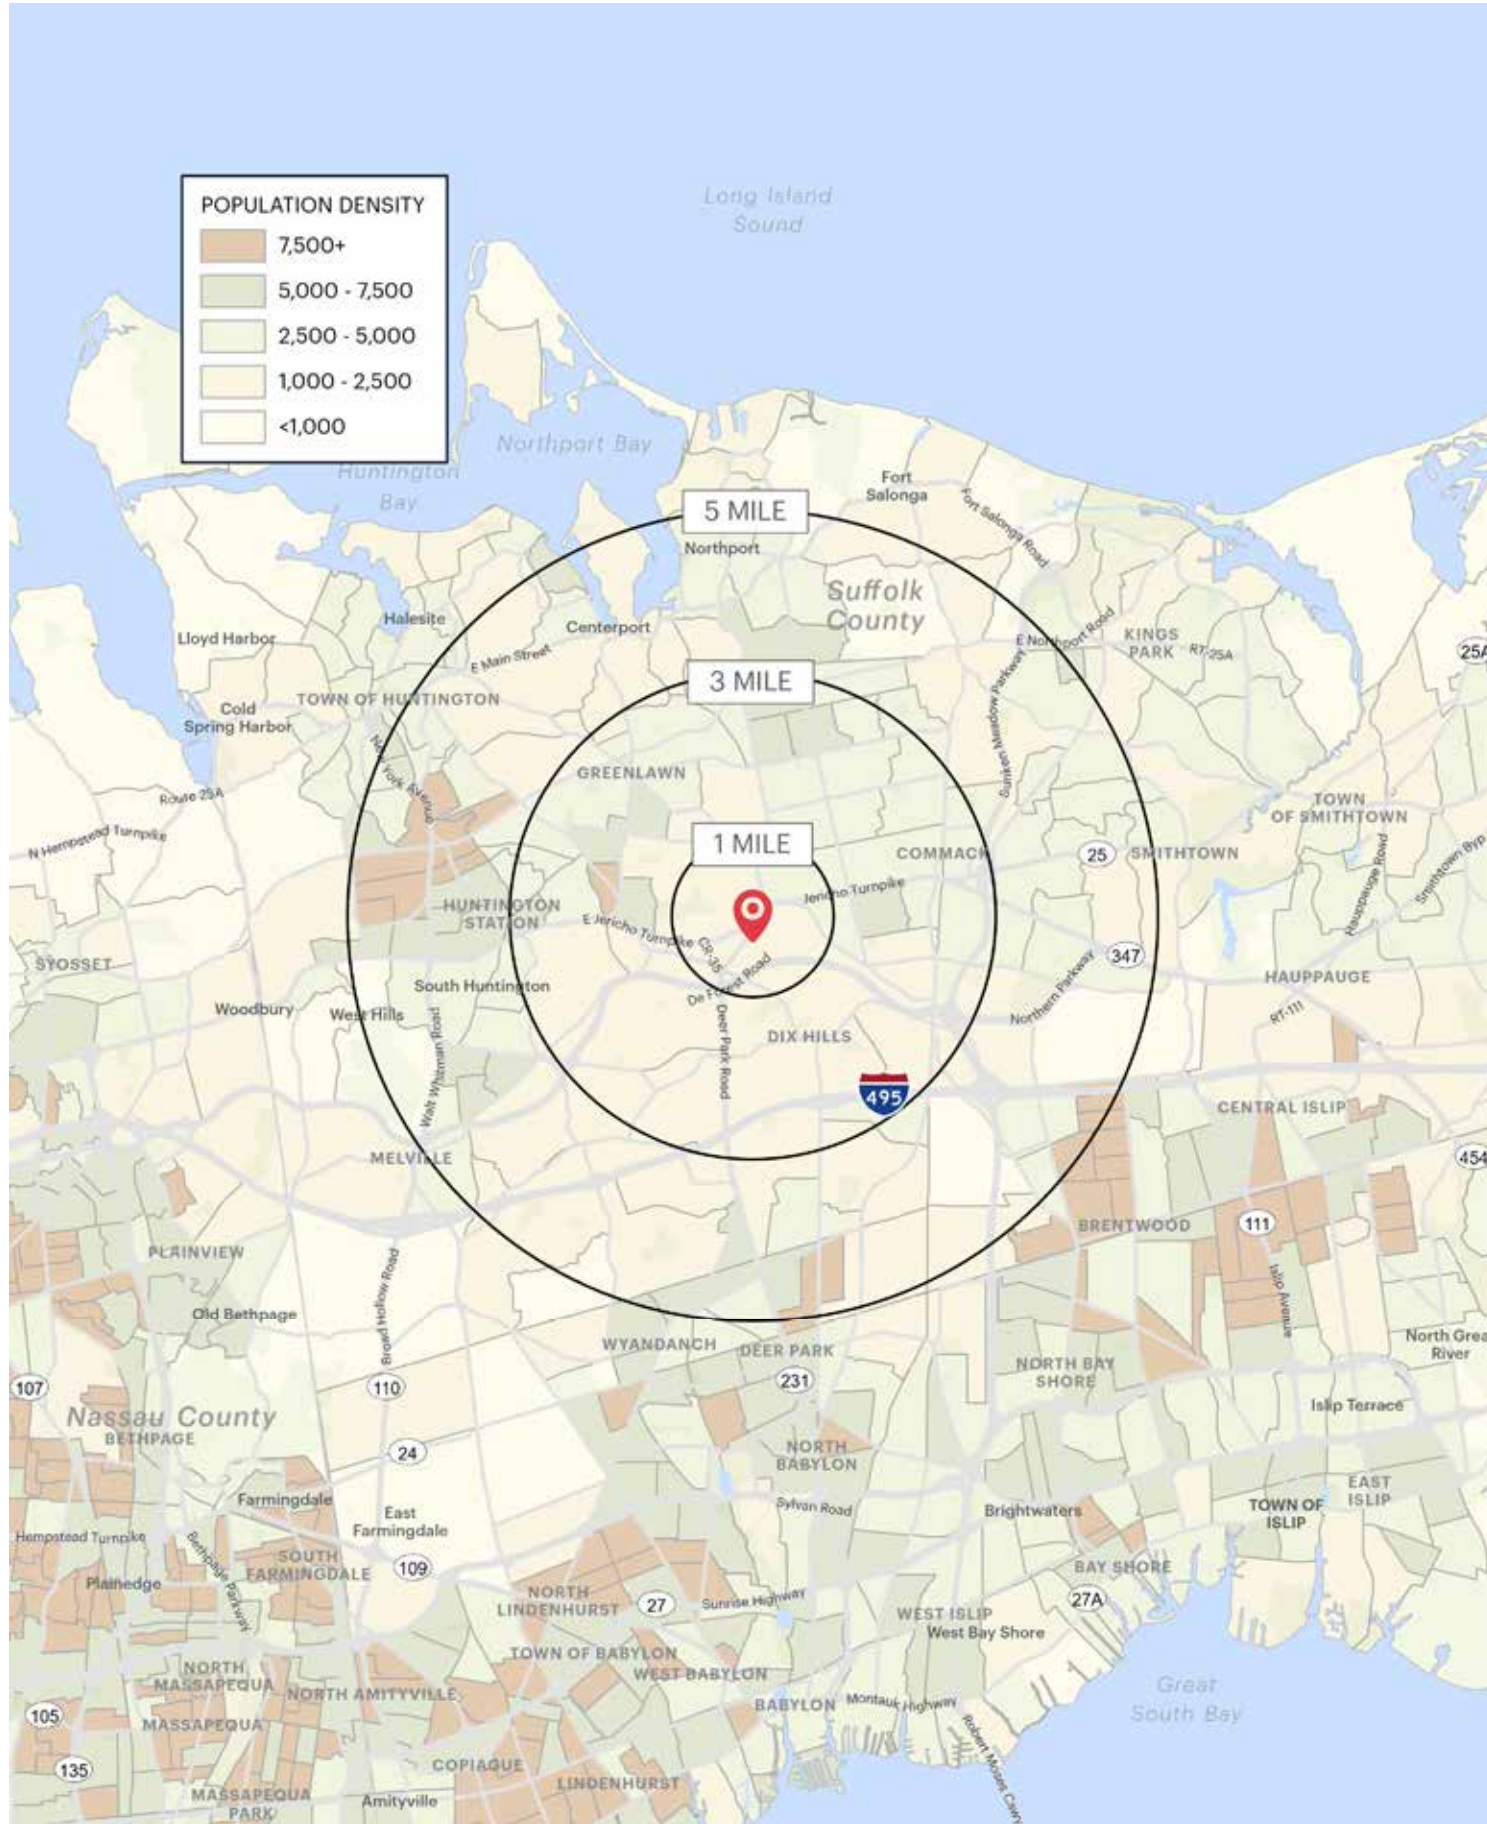 Long Island
Sound
POPULATION DENSITY
7,500+
5,000 - 7,500
2,500 - 5,000
1,000 - 2,500
<1,000
Northport Bay
Huntington
Bay
Fort
Salonga
Fort Salonga Road
5 MILE
Northport
Suffolk
County
Halesite
Centerport
Lloyd Harbor
E Main Street
E Northport Road
KINGS
PARK
RT-25A
25A
3 MILE
TOWN OF HUNTINGTON
Cold
Spring Harbor
Sunken Meadow Parkway
New York Avenue
GREENLAWN
Route 25A
TOWN
OF SMITHTOWN
N Hempstead Turnpike
1 MILE
COMMACK
25
SMITHTOWN
Hauppauge Road
Smithtown Byp
Jericho Turnpike
HUNTINGTON
STATION
E Jericho Turnpike
CR-35
De Forest Road
347
SYOSSET
HAUPPAUGE
South Huntington
Northern Parkway
Woodbury
West Hills
RT-111
Walt Whitman Road
Deer Park Road
DIX HILLS
495
CENTRAL ISLIP
MELVILLE
454
BRENTWOOD
111
PLAINVIEW
Broad Hollow Road
Islip Avenue
Old Bethpage
WYANDANCH
DEER PARK
North Grea
River
NORTH BAY
SHORE
107
110
231
Nassau County
BETHPAGE
Islip Terrace
24
NORTH
BABYLON
EAST
ISLIP
Farmingdale
East
Farmingdale
Sylvan Road
Brightwaters
TOWN OF
ISLIP
Hempstead Turnpike
Bethpage Parkway
SOUTH
FARMINGDALE
109
BAY SHORE
Plainedge
NORTH
LINDENHURST
27
Sunrise Highway
27A
WEST ISLIP
West Bay Shore
TOWN OF BABYLON
WEST BABYLON
NORTH
MASSAPEQUA
NORTH AMITYVILLE
BABYLON
Montauk Highway
Great
South Bay
105
MASSAPEQUA
Robert Moses Cswy
135
COPIAGUE
LINDENHURST
MASSAPEQUA
PARK
Amityville